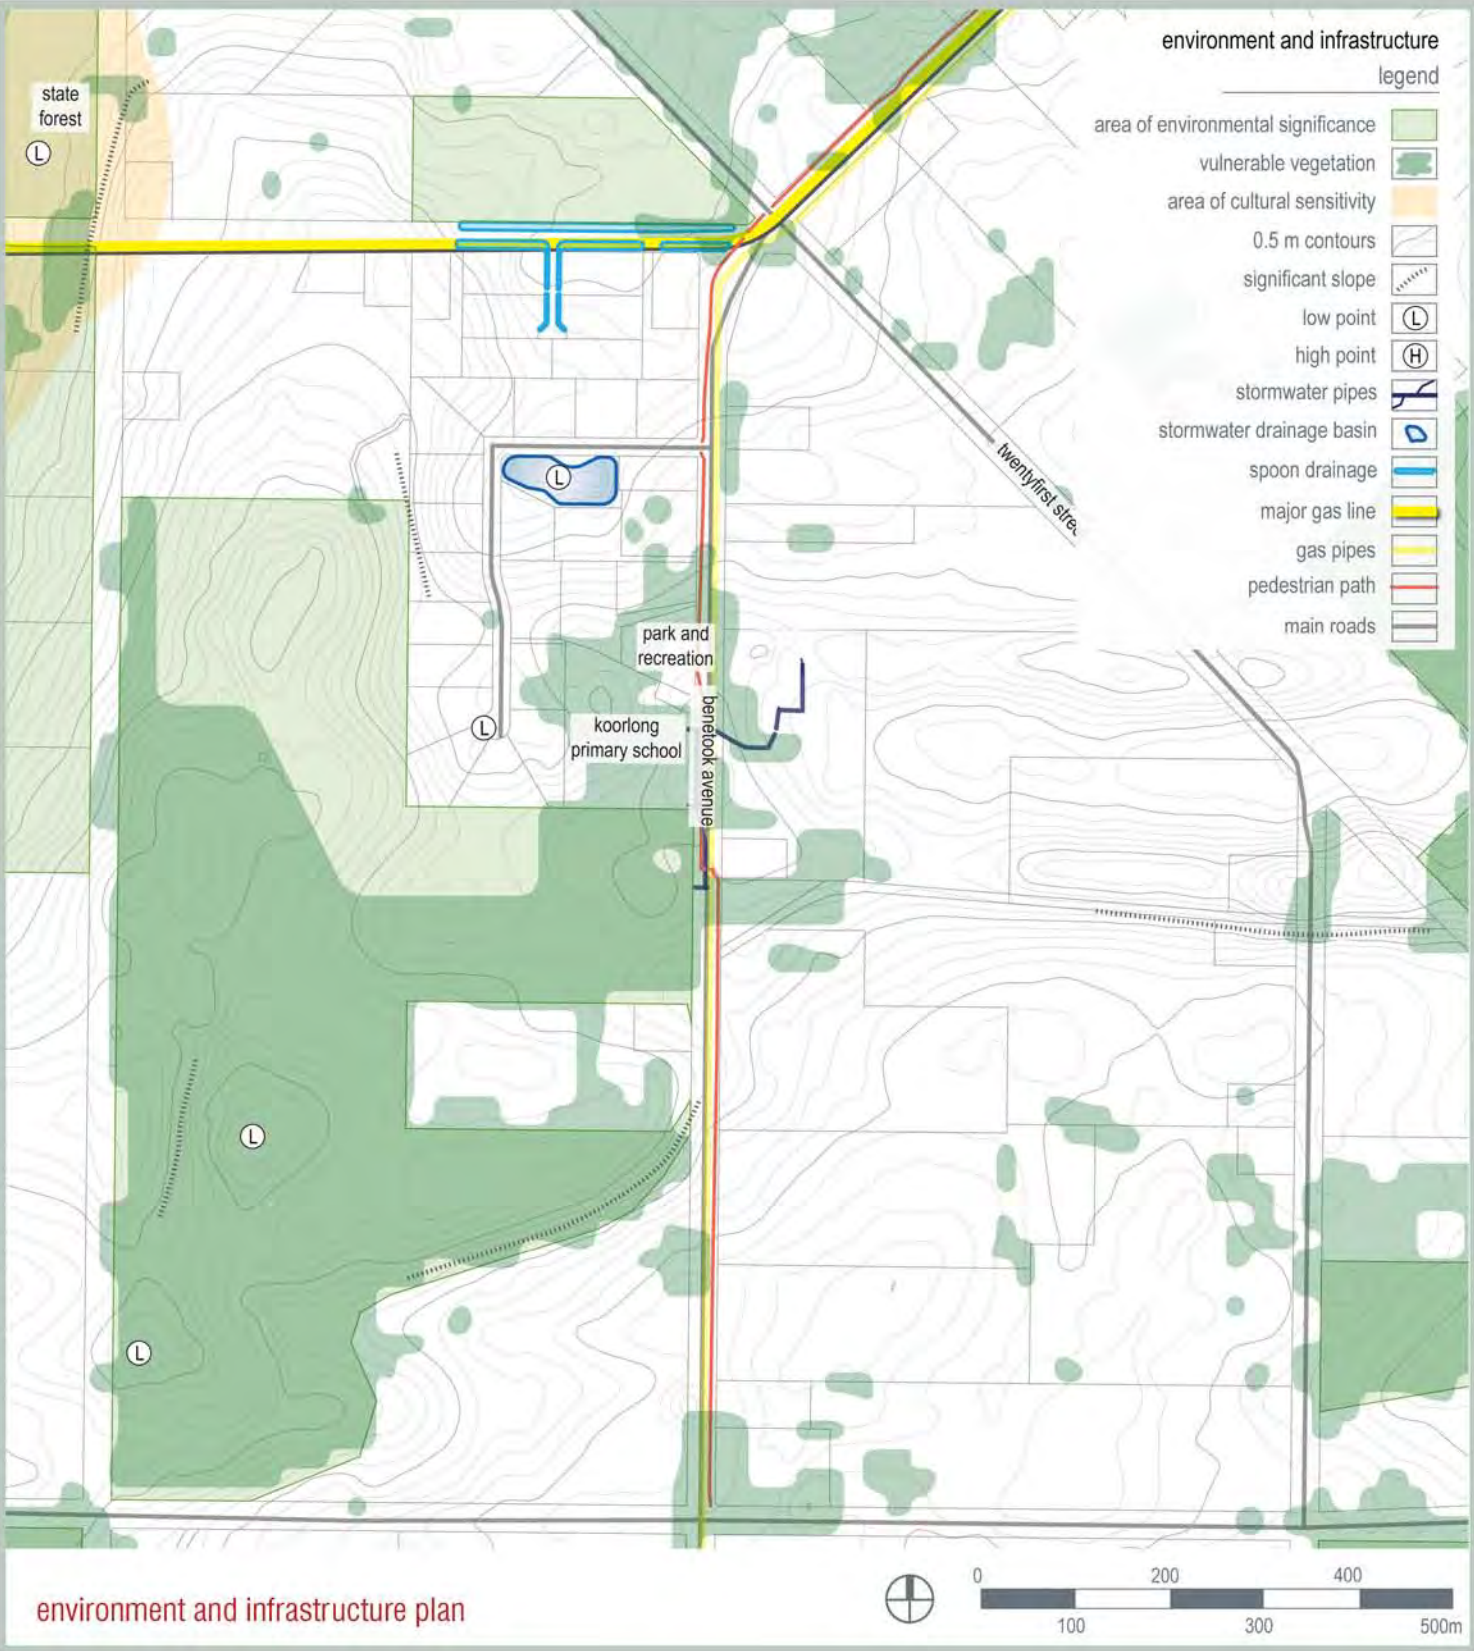 environment and infrastructure
legend
area of environmental significance
vulnerable vegetation
area of cultural sensitivity
0.5 m contours
significant slope
low point
L
high point
H
stormwater pipes
stormwater drainage basin
spoon drainage
major gas line
gas pipes
pedestrian path
main roads
state
forest
L
twentyfirst stree
L
park and
recreation
L
koorlong
primary school
benetook avenue
L
L
environment and infrastructure plan
0 200 400
100 300 500m